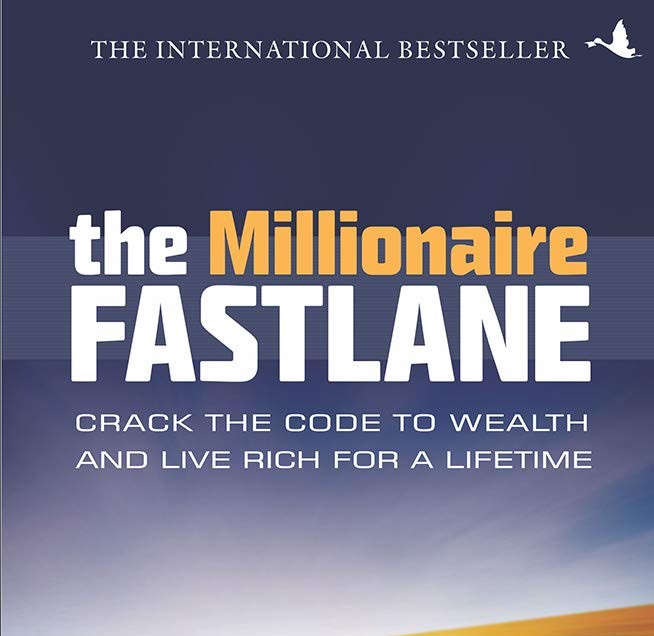 THE INTERNATIONAL BESTSELLER
the Millionaire
FASTLANE
CRACK THE CODE TO WEALTH
AND LIVE RICH FOR A LIFETIME